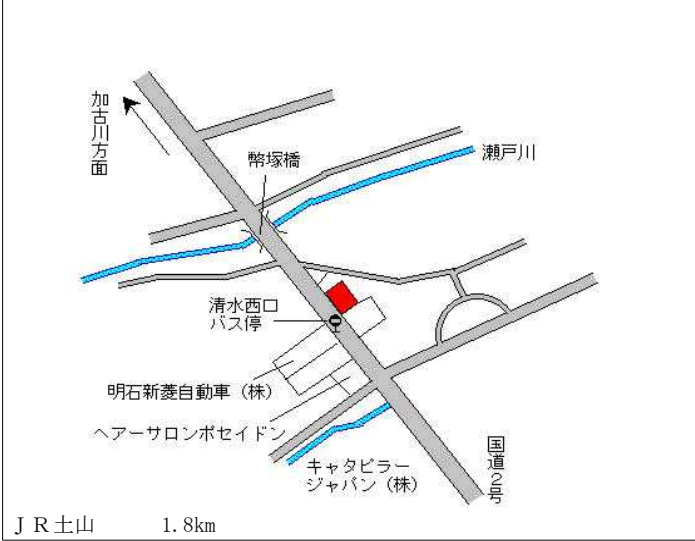 加古川方面
幣塚橋
瀬戸川
清水西口
バス停
明石新菱自動車（株）
ヘアーサロンポセイドン
キャタピラー
ジャパン（株）
国道２号
ＪＲ土山　　　1.8km